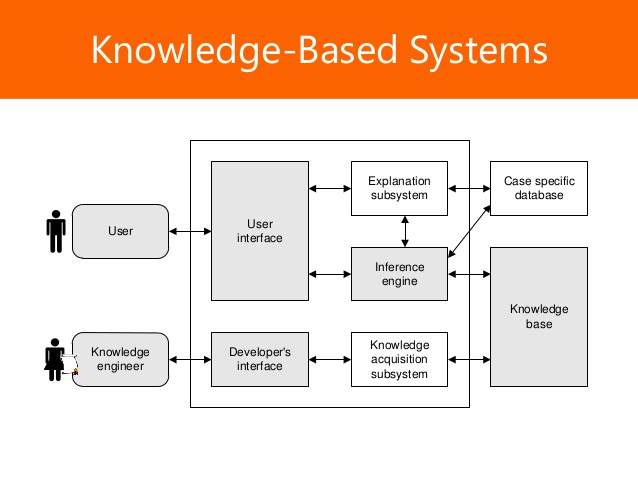 Knowledge-Based Systems
Explanation
subsystem
Case specific
database
User
User
interface
Inference
engine
Knowledge
base
Knowledge
engineer
Developer's
interface
Knowledge
acquisition
subsystem